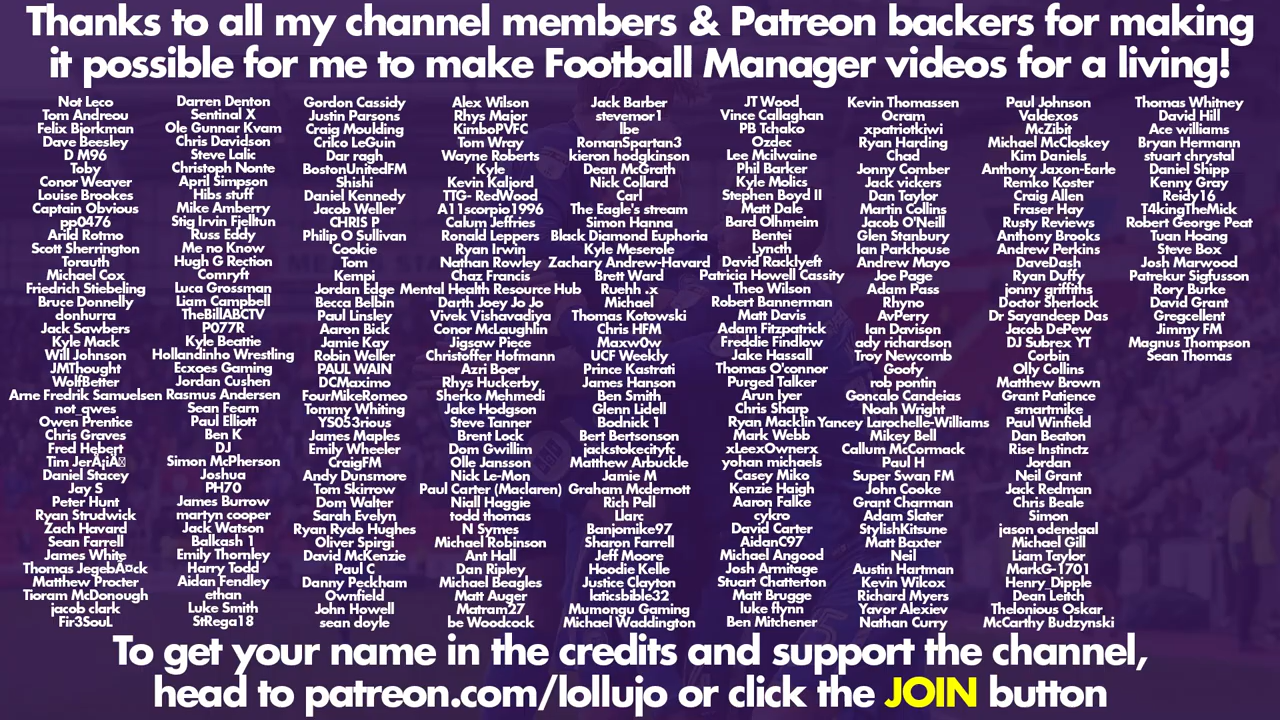 Thanks to all my channel members & Patreon backers for making
it possible for me to make Football Manager videos for a living!
Not Leco
Tom Andreou
Felix Bjorkman
Dave Beesley
D M96
Toby
Conor Weaver
Louise Brookes
Captain Obvious
pp0476
Arild Rotmo
Scott Sherrington
Torauth
Michael Cox
Friedrich Stiebeling
Bruce Donnelly
donhurra
Jack Sawbers
Kyle Mack
Will Johnson
JMThought
WolfBetter
Arne Fredrik Samuelsen
not_qwes
Owen Prentice
Chris Graves
Fred Hebert
Tim
Daniel Stacey
Jay S
Peter Hunt
Ryan Strudwick
Zach Havard
Sean Farrell
James White
Thomas JegebÃ¤ck
Matthew Procter
Tioram McDonough
jacob clark
Fir3SouL
Darren Denton
Sentinal X
Ole Gunnar Kvam
Chris Davidson
Steve Lalic
Christoph Nonte
April Simpson
Hibs stuff
Mike Amberry
Stig Irvin Fjelltun
Russ Eddy
Me no Know
Hugh G Rection
Comryft
Luca Grossman
Liam Campbell
TheBillABCTV
P077R
Kyle Beattie
Hollandinho Wrestling
Ecxoes Gaming
Jordan Cushen
Rasmus Andersen
Sean Fearn
Paul Elliott
Ben K
DJ
Simon McPherson
Joshua
PH70
James Burrow
martyn cooper
Jack Watson
Balkash 1
Emily Thornley
Harry Todd
Aidan Fendley
ethan
Luke Smith
StRega18
Gordon Cassidy
Justin Parsons
Craig Moulding
Criko LeGuin
Dar ragh
BostonUnitedFM
Shishi
Daniel Kennedy
Jacob Weller
CHRIS P
Philip O Sullivan
Cookie
Tom
Kempi
Jordan Edge
Becca Belbin
Paul Linsley
Aaron Bick
Jamie Kay
Robin Weller
PAUL WAIN
DCMaximo
FourMikeRomeo
Tommy Whiting
YS053rious
James Maples
Emily Wheeler
CraigFM
Andy Dunsmore
Tom Skirrow
Dom Walter
Sarah Evelyn
Ryan Rydo Hughes
Oliver Spirgi
David McKenzie
Paul C
Danny Peckham
Ownfield
John Howell
sean doyle
Alex Wilson
Rhys Major
KimboPVFC
Tom Wray
Wayne Roberts
Kyle
Kevin Kaljord
TTG- RedWood
A11scorpio1996
Calum Jeffries
Ronald Leppers
Ryan Irwin
Nathan Rowley
Chaz Francis
Mental Health Resource Hub
Darth Joey Jo Jo
Vivek Vishavadiya
Conor McLaughlin
Jigsaw Piece
Christoffer Hofmann
Azri Boer
Rhys Huckerby
Sherko Mehmedi
Jake Hodgson
Steve Tanner
Brent Lock
Dom Gwillim
Olle Jansson
Nick Le-Mon
Paul Carter (Maclaren)
Niall Haggie
todd thomas
N Symes
Michael Robinson
Ant Hall
Dan Ripley
Michael Beagles
Matt Auger
Matram27
be Woodcock
Jack Barber
stevemor1
lbe
RomanSpartan3
kieron hodgkinson
Dean McGrath
Nick Collard
Carl
The Eagle's stream
Simon Hanna
Black Diamond Euphoria
Kyle Meserole
Zachary Andrew-Havard
Brett Ward
Ruehh .x
Michael
Thomas Kotowski
Chris HFM
Maxw0w
UCF Weekly
Prince Kastrati
James Hanson
Ben Smith
Glenn Lidell
Bodnick 1
Bert Bertsonson
jackstokecityfc
Matthew Arbuckle
Jamie M
Graham Mcdernott
Rich Pell
Llarc
Banjomike97
Sharon Farrell
Jeff Moore
Hoodie Kelle
Justice Clayton
laticsbible32
Mumongu Gaming
Michael Waddington
JT Wood
Vince Callaghan
PB Tchako
Ozdec
Lee Mcilwaine
Phil Barker
Kyle Molics
Stephen Boyd II
Matt Dale
Bard Olhheim
Bentei
Lynch
David Racklyeft
Patricia Howell Cassity
Theo Wilson
Robert Bannerman
Matt Davis
Adam Fitzpatrick
Freddie Findlow
Jake Hassall
Thomas O'connor
Purged Talker
Arun Iyer
Chris Sharp
Ryan Macklin
Mark Webb
xLeexOwnerx
yohan michaels
Casey Miko
Kenzie Haigh
Aaron Falke
cykro
David Carter
AidanC97
Michael Angood
Josh Armitage
Stuart Chatterton
Matt Brugge
luke flynn
Ben Mitchener
Kevin Thomassen
Ocram
xpatriotkiwi
Ryan Harding
Chad
Jonny Comber
Jack vickers
Dan Taylor
Martin Collins
Jacob O'Neill
Glen Stanbury
Ian Parkhouse
Andrew Mayo
Joe Page
Adam Pass
Rhyno
AvPerry
Ian Davison
ady richardson
Troy Newcomb
Goofy
rob pontin
Goncalo Candeias
Noah Wright
Yancey Larochelle-Williams
Mikey Bell
Callum McCormack
Paul H
Super Swan FM
John Cooke
Grant Charman
Adam Slater
StylishKitsune
Matt Baxter
Neil
Austin Hartman
Kevin Wilcox
Richard Myers
Yavor Alexiev
Nathan Curry
Paul Johnson
Valdexos
McZibit
Michael McCloskey
Kim Daniels
Anthony Jaxon-Earle
Remko Koster
Craig Allen
Fraser Hay
Rusty Reviews
Anthony Brooks
Andrew Perkins
DaveDash
Ryan Duffy
jonny griffiths
Doctor Sherlock
Dr Sayandeep Das
Jacob DePew
DJ Subrex YT
Corbin
Olly Collins
Matthew Brown
Grant Patience
smartmike
Paul Winfield
Dan Beaton
Rise Instinctz
Jordan
Neil Grant
Jack Redman
Chris Beale
Simon
jason odendaal
Michael Gill
Liam Taylor
MarkG-1701
Henry_Dipple
Dean Leitch
Thelonious Oskar
McCarthy Budzynski
Thomas Whitney
David Hill
Ace williams
Bryan Hermann
stuart chrystal
Daniel Shipp
Kenny Gray
Reidy16
T4kingTheMick
Robert George Peat
Tuan Hoang
Steve Box
Josh Marwood
Patrekur Sigfusson
Rory Burke
David Grant
Gregcellent
Jimmy FM
Magnus Thompson
Sean Thomas
To get your name in the credits and support the channel,
head to patreon.com/lollujo or click the JOIN button